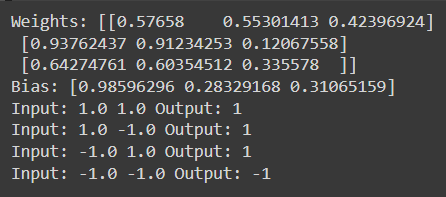 Weights: [[0.57658    0.55301413 0.42396924]
 [0.93762437 0.91234253 0.12067558]
 [0.64274761 0.60354512 0.335578  ]]
Bias: [0.98596296 0.28329168 0.31065159]
Input: 1.0 1.0 Output: 1
Input: 1.0 -1.0 Output: 1
Input: -1.0 1.0 Output: 1
Input: -1.0 -1.0 Output: -1